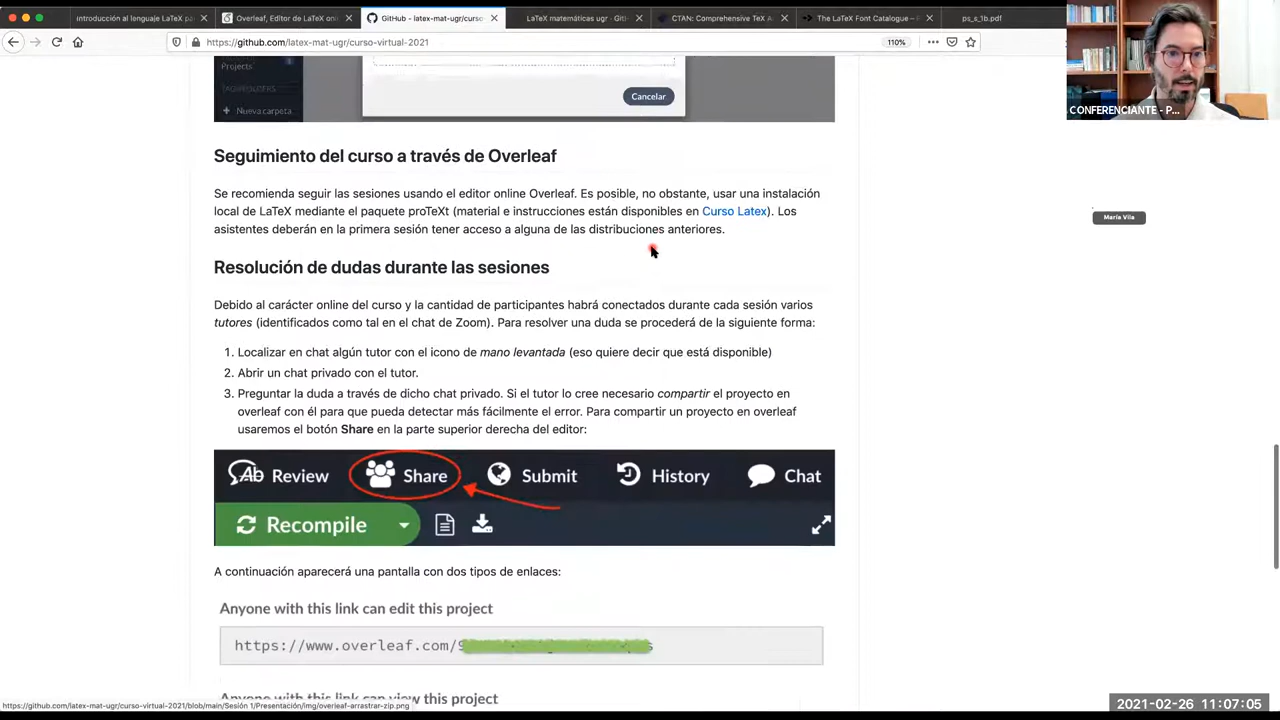 introducción al lenguaje LaTeX pa
Overleaf, Editor de LaTeX onl
GitHub - latex-mat-ugr/curso-
LaTeX matemáticas ugr · GitH
CTAN: Comprehensive TeX A
The LaTeX Font Catalogue – F
ps_s_1b.pdf
https://github.com/latex-mat-ugr/curso-virtual-2021
110%
CONFERENCIANTE - P...
María Vila
Projects
Nueva carpeta
Cancelar
Seguimiento del curso a través de Overleaf
Se recomienda seguir las sesiones usando el editor online Overleaf. Es posible, no obstante, usar una instalación
local de LaTeX mediante el paquete proTeXt (material e instrucciones están disponibles en Curso Latex). Los
asistentes deberán en la primera sesión tener acceso a alguna de las distribuciones anteriores.
Resolución de dudas durante las sesiones
Debido al carácter online del curso y la cantidad de participantes habrá conectados durante cada sesión varios
tutores (identificados como tal en el chat de Zoom). Para resolver una duda se procederá de la siguiente forma:
1. Localizar en chat algún tutor con el icono de mano levantada (eso quiere decir que está disponible)
2. Abrir un chat privado con el tutor.
3. Preguntar la duda a través de dicho chat privado. Si el tutor lo cree necesario compartir el proyecto en
overleaf con él para que pueda detectar más fácilmente el error. Para compartir un proyecto en overleaf
usaremos el botón Share en la parte superior derecha del editor:
Ab Review Share Submit History Chat
Recompile
A continuación aparecerá una pantalla con dos tipos de enlaces:
Anyone with this link can edit this project
https://www.overleaf.com/9
Anyone with this link can view this project
https://github.com/latex-mat-ugr/curso-virtual-2021/blob/main/Sesión 1/Presentación/img/overleaf-arrastrar-zip.png
2021-02-26 11:07:05